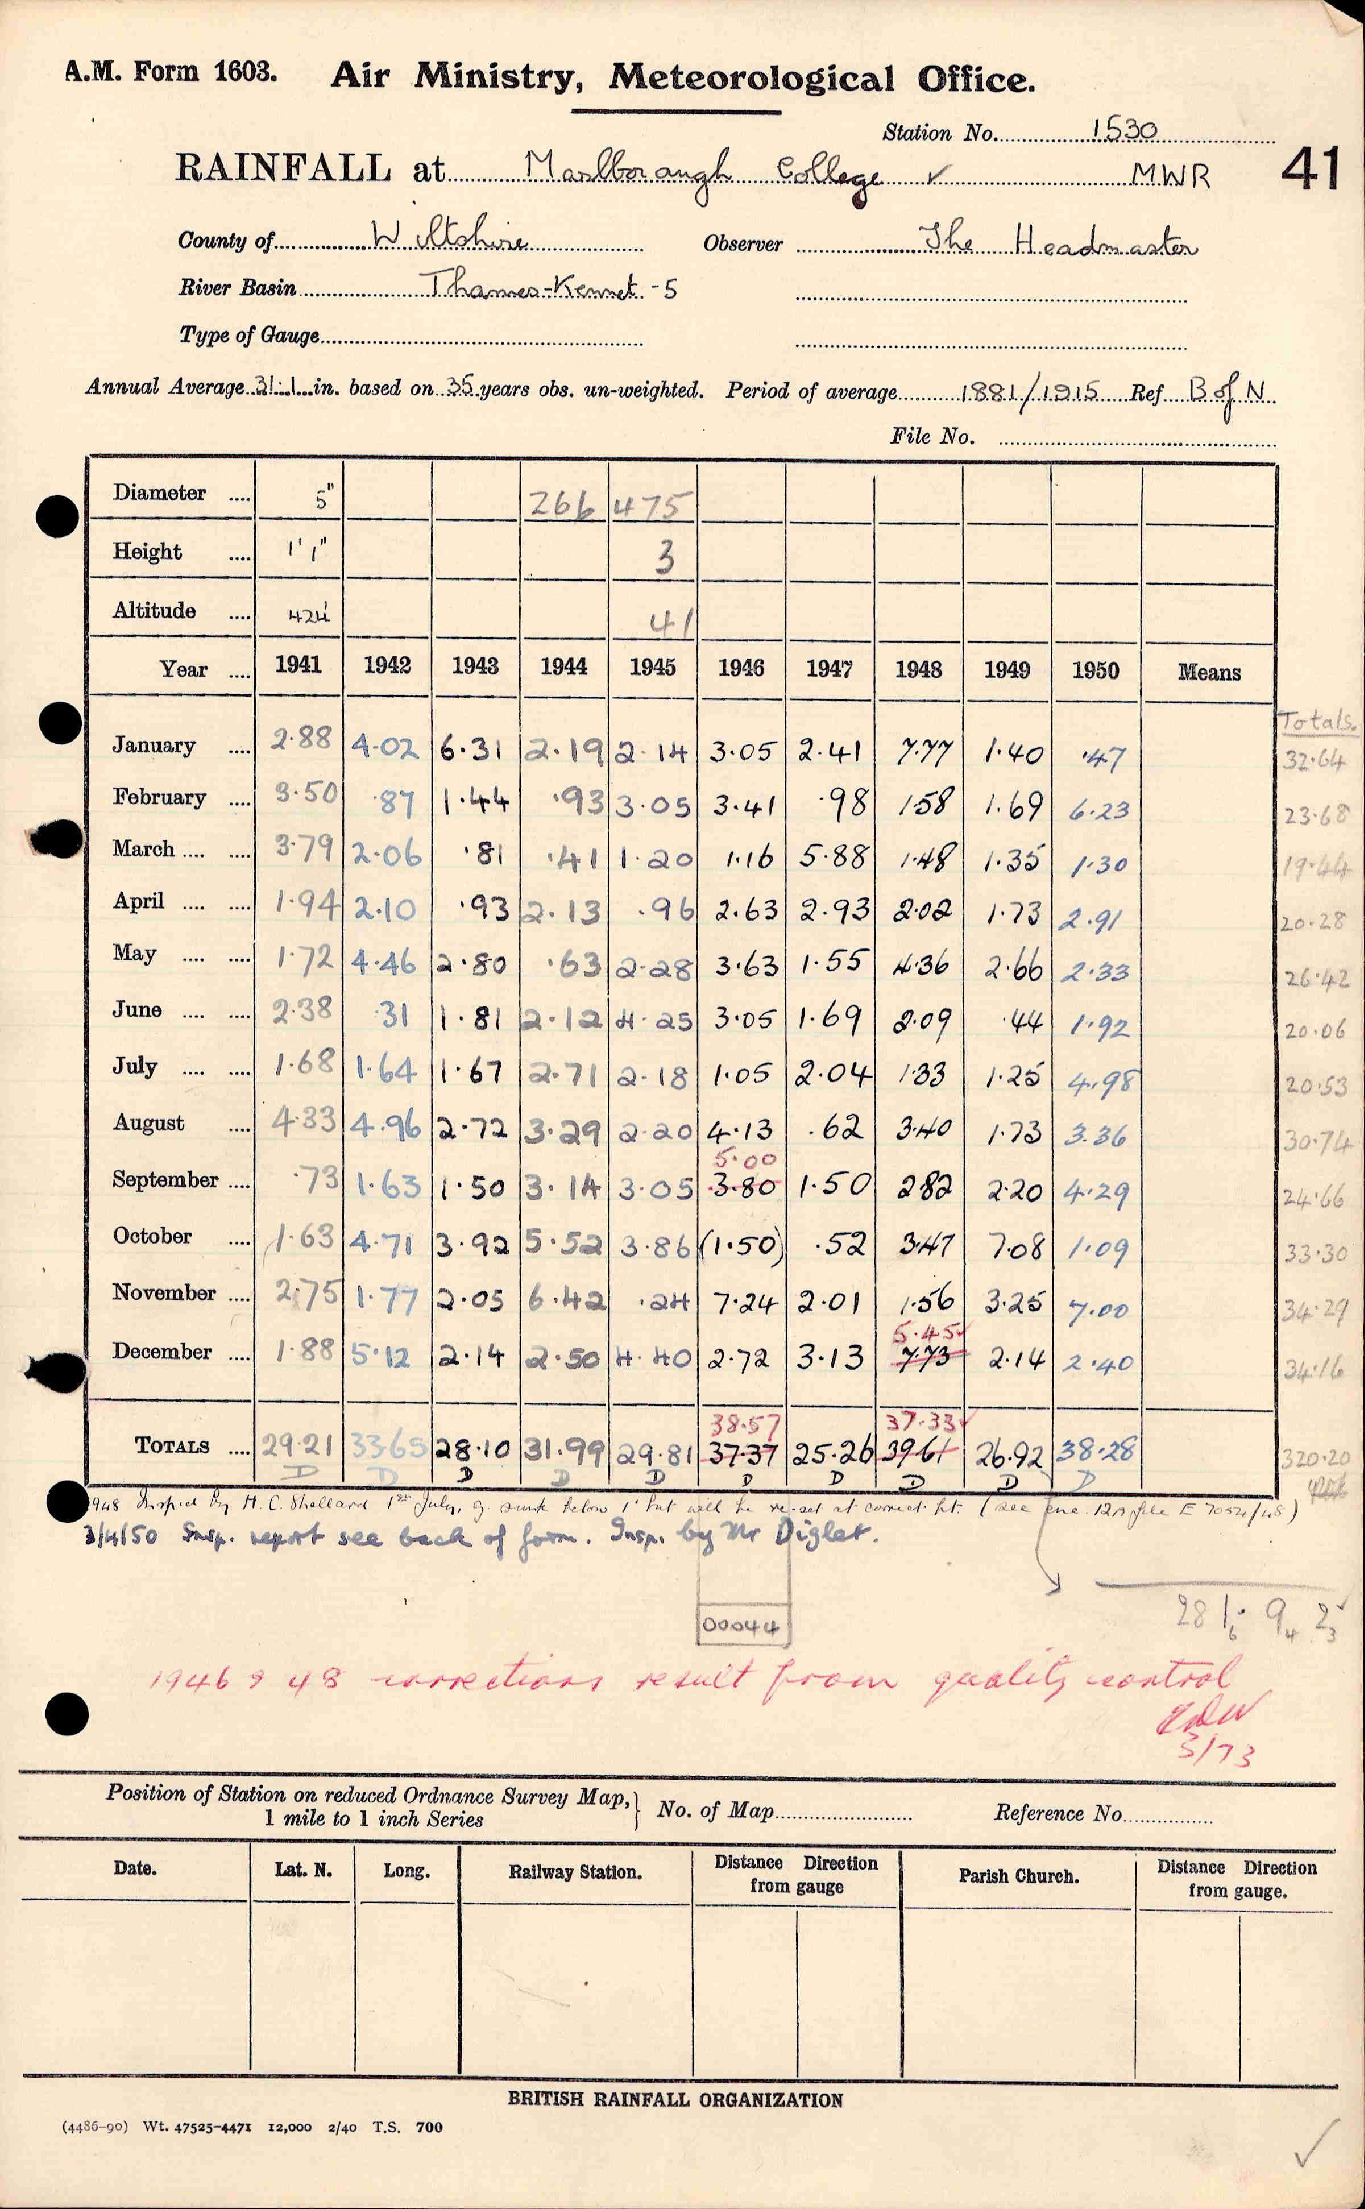 A.M. Form 1603. Air Ministry, Meteorological Office.
Station No. 1530
RAINFALL at Marlborough College ✓ MWR 41
County of Wiltshire Observer The Headmaster
River Basin Thames-Kennet -5
Type of Gauge
Annual Average 31.1 in. based on 35 years obs. un-weighted. Period of average 1881/1915 Ref B of N
File No.
Diameter .... 5" 266 475
Height .... 1' 1" 3
Altitude .... 424' 41
Year .... 1941 1942 1943 1944 1945 1946 1947 1948 1949 1950 Means
Totals.
January .... 2.88 4.02 6.31 2.19 2.14 3.05 2.41 7.77 1.40 .47 32.64
February .... 3.50 .87 1.44 .93 3.05 3.41 .98 1.58 1.69 6.23 23.68
March .... .... 3.79 2.06 .81 .41 1.20 1.16 5.88 1.48 1.35 1.30 19.44
April .... .... 1.94 2.10 .93 2.13 .96 2.63 2.93 2.02 1.73 2.91 20.28
May .... .... 1.72 4.46 2.80 .63 2.28 3.63 1.55 4.36 2.66 2.33 26.42
June .... .... 2.38 .31 1.81 2.12 4.25 3.05 1.69 2.09 .44 1.92 20.06
July .... .... 1.68 1.64 1.67 2.71 2.18 1.05 2.04 1.33 1.25 4.98 20.53
August .... 4.33 4.96 2.72 3.29 2.20 4.13 .62 3.40 1.73 3.36 30.74
5.00
September .... .73 1.63 1.50 3.14 3.05 3.80 1.50 2.82 2.20 4.29 24.66
October .... 1.63 4.71 3.92 5.52 3.86 (1.50) .52 3.47 7.08 1.09 33.30
November .... 2.75 1.77 2.05 6.42 .24 7.24 2.01 1.56 3.25 7.00 34.29
5.45✓
December .... 1.88 5.12 2.14 2.50 4.40 2.72 3.13 7.73 2.14 2.40 34.16
38.57 37.33✓
TOTALS .... 29.21 33.65 28.10 31.99 29.81 37.37 25.26 39.61 26.92 38.28 320.20
D D D D D D D D D D
1948 Insp'd by H. C. Shellard 1st July, g. sunk below 1' but will be re-set at correct ht. (see
3/4/50 Insp. report see back of form. Insp. by Mr Diglet.
00044
28
1946 & 48 corrections result from quality control
3/73
Position of Station on reduced Ordnance Survey Map,} No. of Map Reference No.
1 mile to 1 inch Series
Date. Lat. N. Long. Railway Station. Distance Direction from gauge Parish Church. Distance Direction from gauge.
BRITISH RAINFALL ORGANIZATION
(4486-90) Wt. 47525-4471 12,000 2/40 T.S. 700
✓